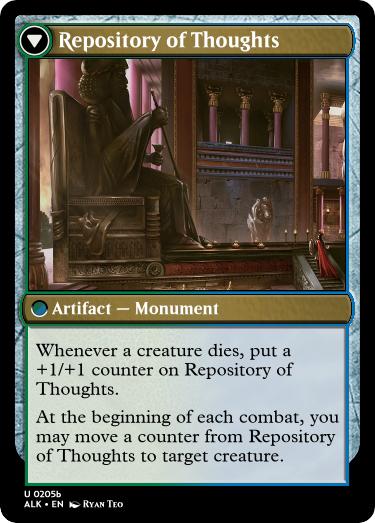 Repository of Thoughts
Artifact — Monument
Whenever a creature dies, put a
+1/+1 counter on Repository of
Thoughts.
At the beginning of each combat, you
may move a counter from Repository
of Thoughts to target creature.
U 0205b
ALK • EN Ryan Teo